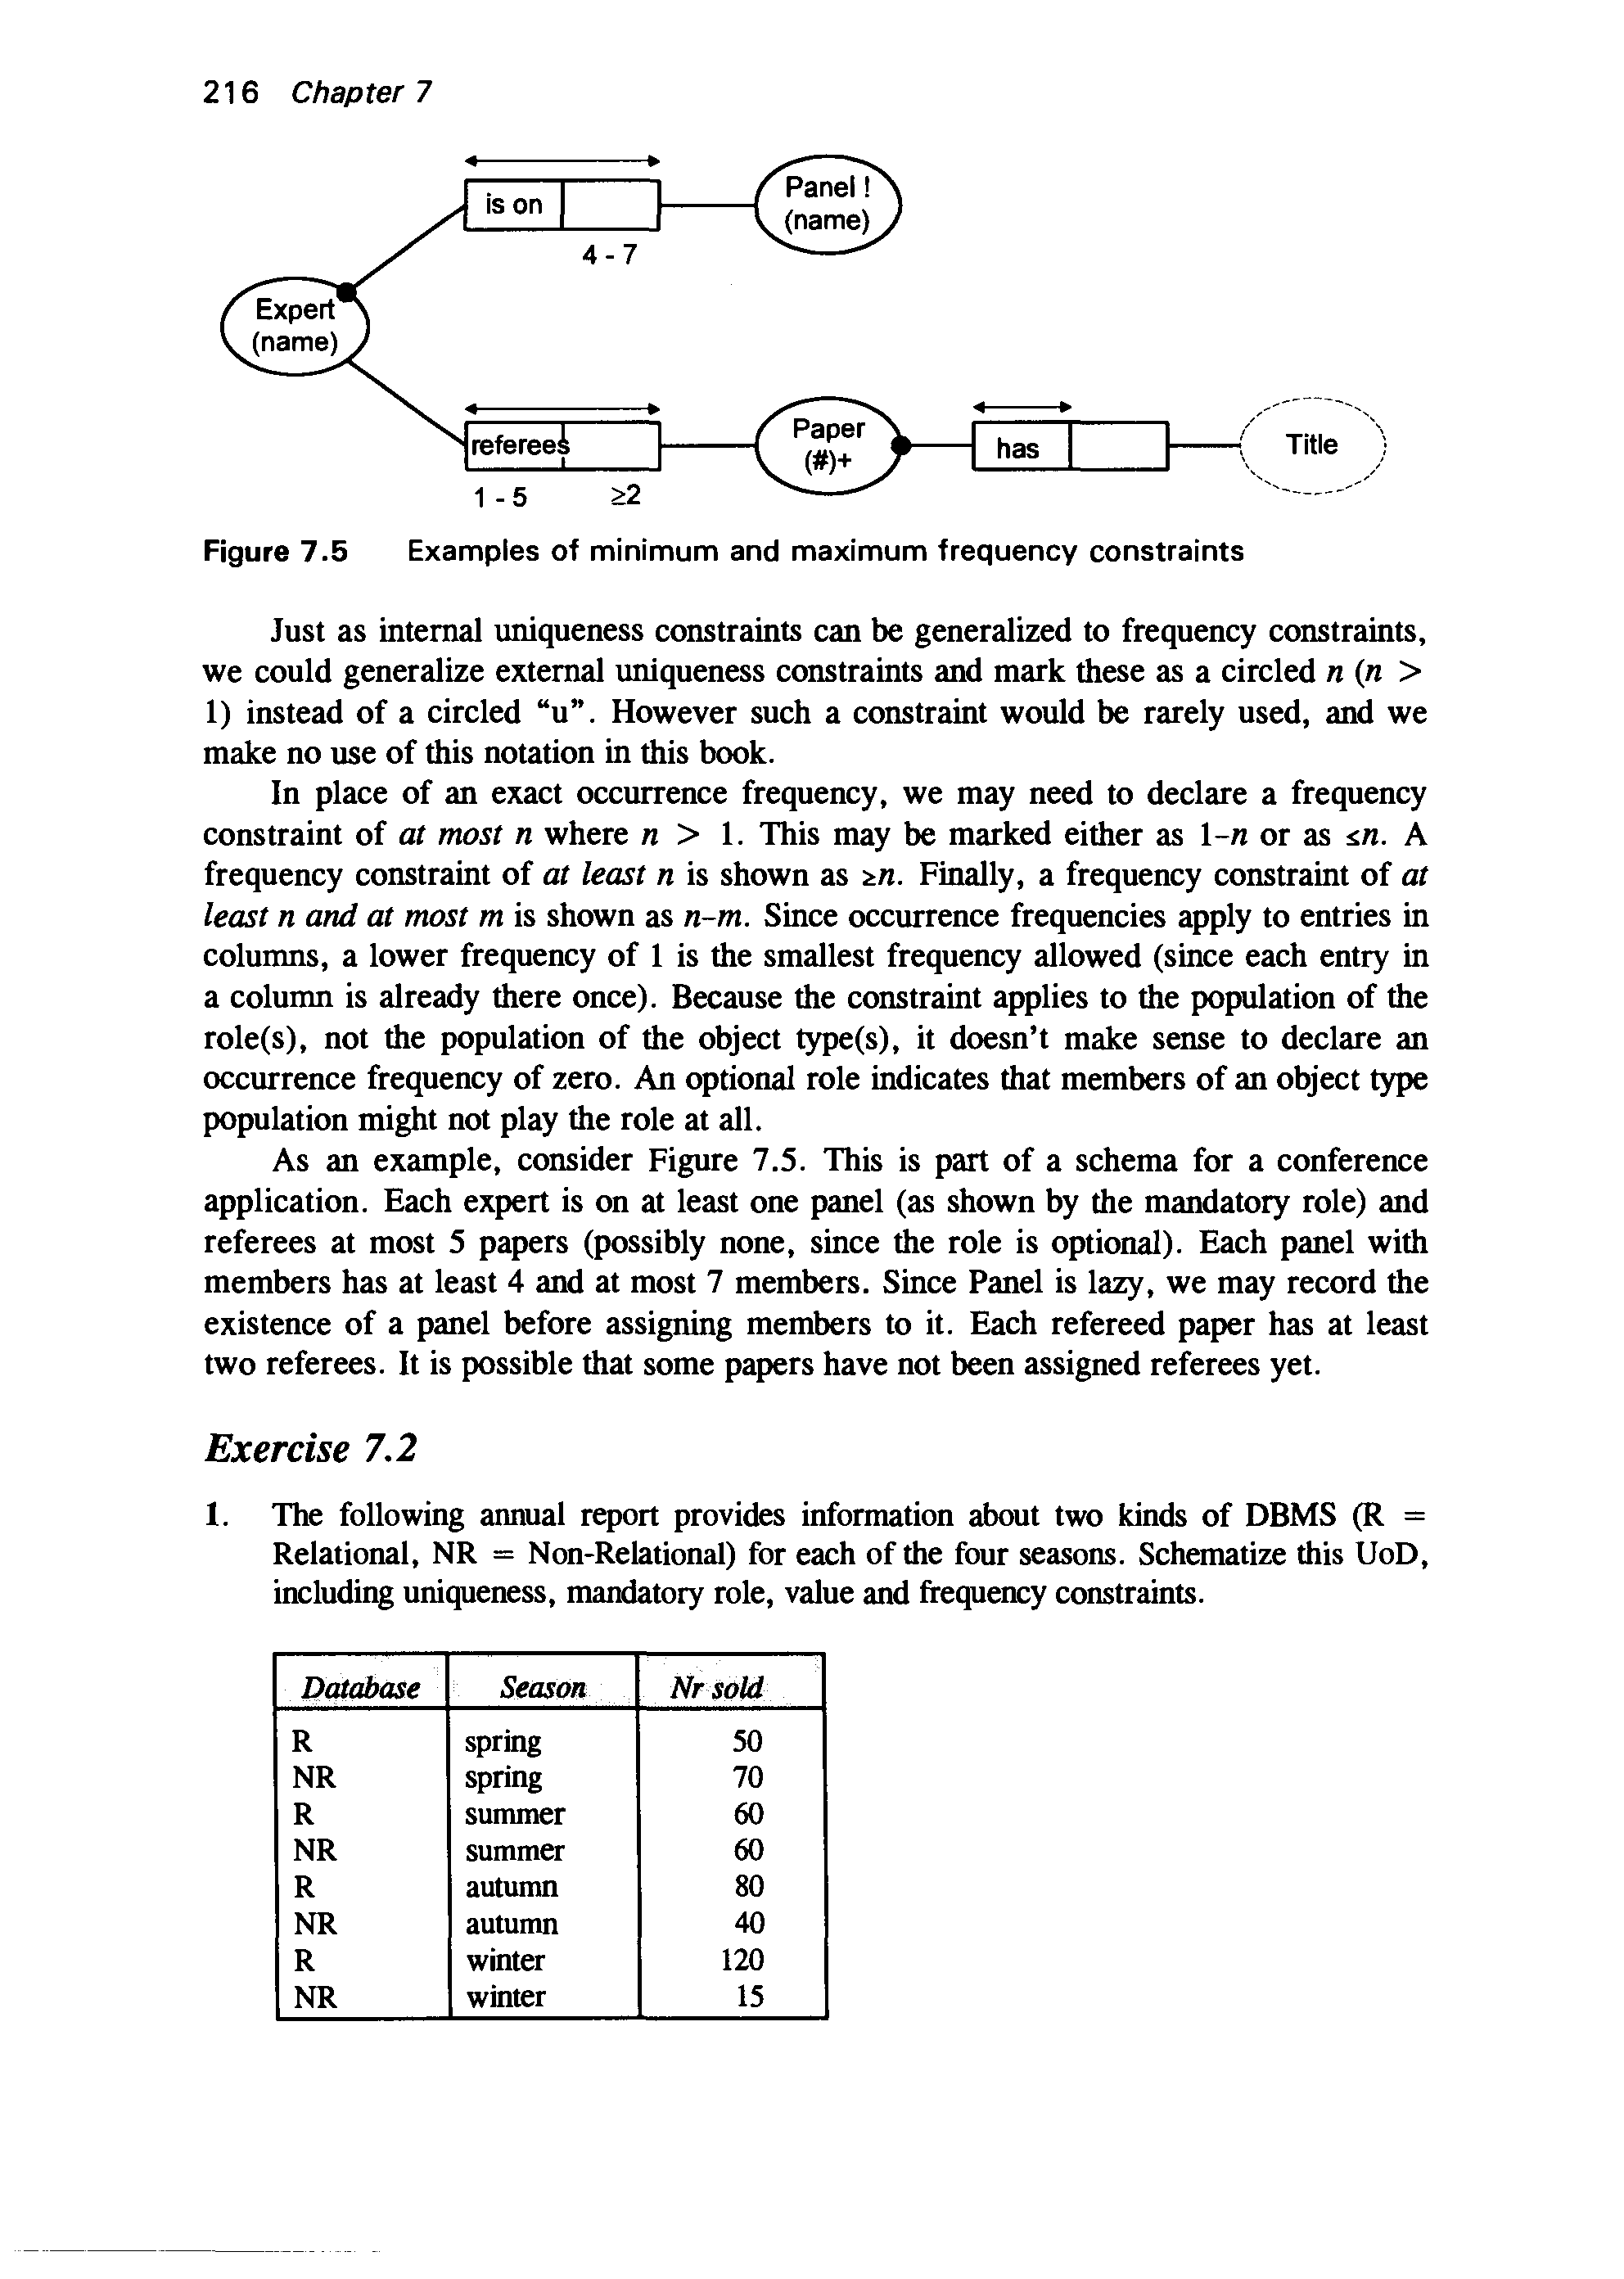 216 Chapter 7
is on
Panel !
(name)
4 - 7
Expert
(name)
referees
Paper
(#)+
has
Title
1 - 5 ≥2
Figure 7.5 Examples of minimum and maximum frequency constraints
Just as internal uniqueness constraints can be generalized to frequency constraints,
we could generalize external uniqueness constraints and mark these as a circled n (n >
1) instead of a circled “u”. However such a constraint would be rarely used, and we
make no use of this notation in this book.
In place of an exact occurrence frequency, we may need to declare a frequency
constraint of at most n where n > 1. This may be marked either as 1-n or as ≤n. A
frequency constraint of at least n is shown as ≥n. Finally, a frequency constraint of at
least n and at most m is shown as n-m. Since occurrence frequencies apply to entries in
columns, a lower frequency of 1 is the smallest frequency allowed (since each entry in
a column is already there once). Because the constraint applies to the population of the
role(s), not the population of the object type(s), it doesn’t make sense to declare an
occurrence frequency of zero. An optional role indicates that members of an object type
population might not play the role at all.
As an example, consider Figure 7.5. This is part of a schema for a conference
application. Each expert is on at least one panel (as shown by the mandatory role) and
referees at most 5 papers (possibly none, since the role is optional). Each panel with
members has at least 4 and at most 7 members. Since Panel is lazy, we may record the
existence of a panel before assigning members to it. Each refereed paper has at least
two referees. It is possible that some papers have not been assigned referees yet.
Exercise 7.2
1. The following annual report provides information about two kinds of DBMS (R =
Relational, NR = Non-Relational) for each of the four seasons. Schematize this UoD,
including uniqueness, mandatory role, value and frequency constraints.
Database Season Nr sold
R spring 50
NR spring 70
R summer 60
NR summer 60
R autumn 80
NR autumn 40
R winter 120
NR winter 15